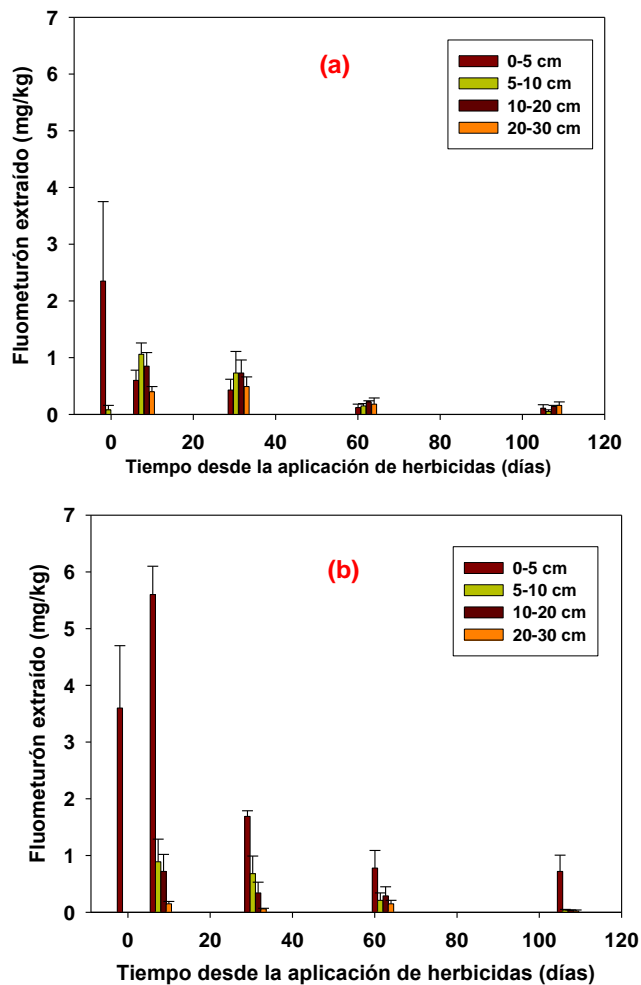 7
6
5
4
3
2
1
0
Fluometurón extraído (mg/kg)
(a)
0-5 cm
5-10 cm
10-20 cm
20-30 cm
0 20 40 60 80 100 120
Tiempo desde la aplicación de herbicidas (días)
7
6
5
4
3
2
1
0
Fluometurón extraído (mg/kg)
(b)
0-5 cm
5-10 cm
10-20 cm
20-30 cm
0 20 40 60 80 100 120
Tiempo desde la aplicación de herbicidas (días)